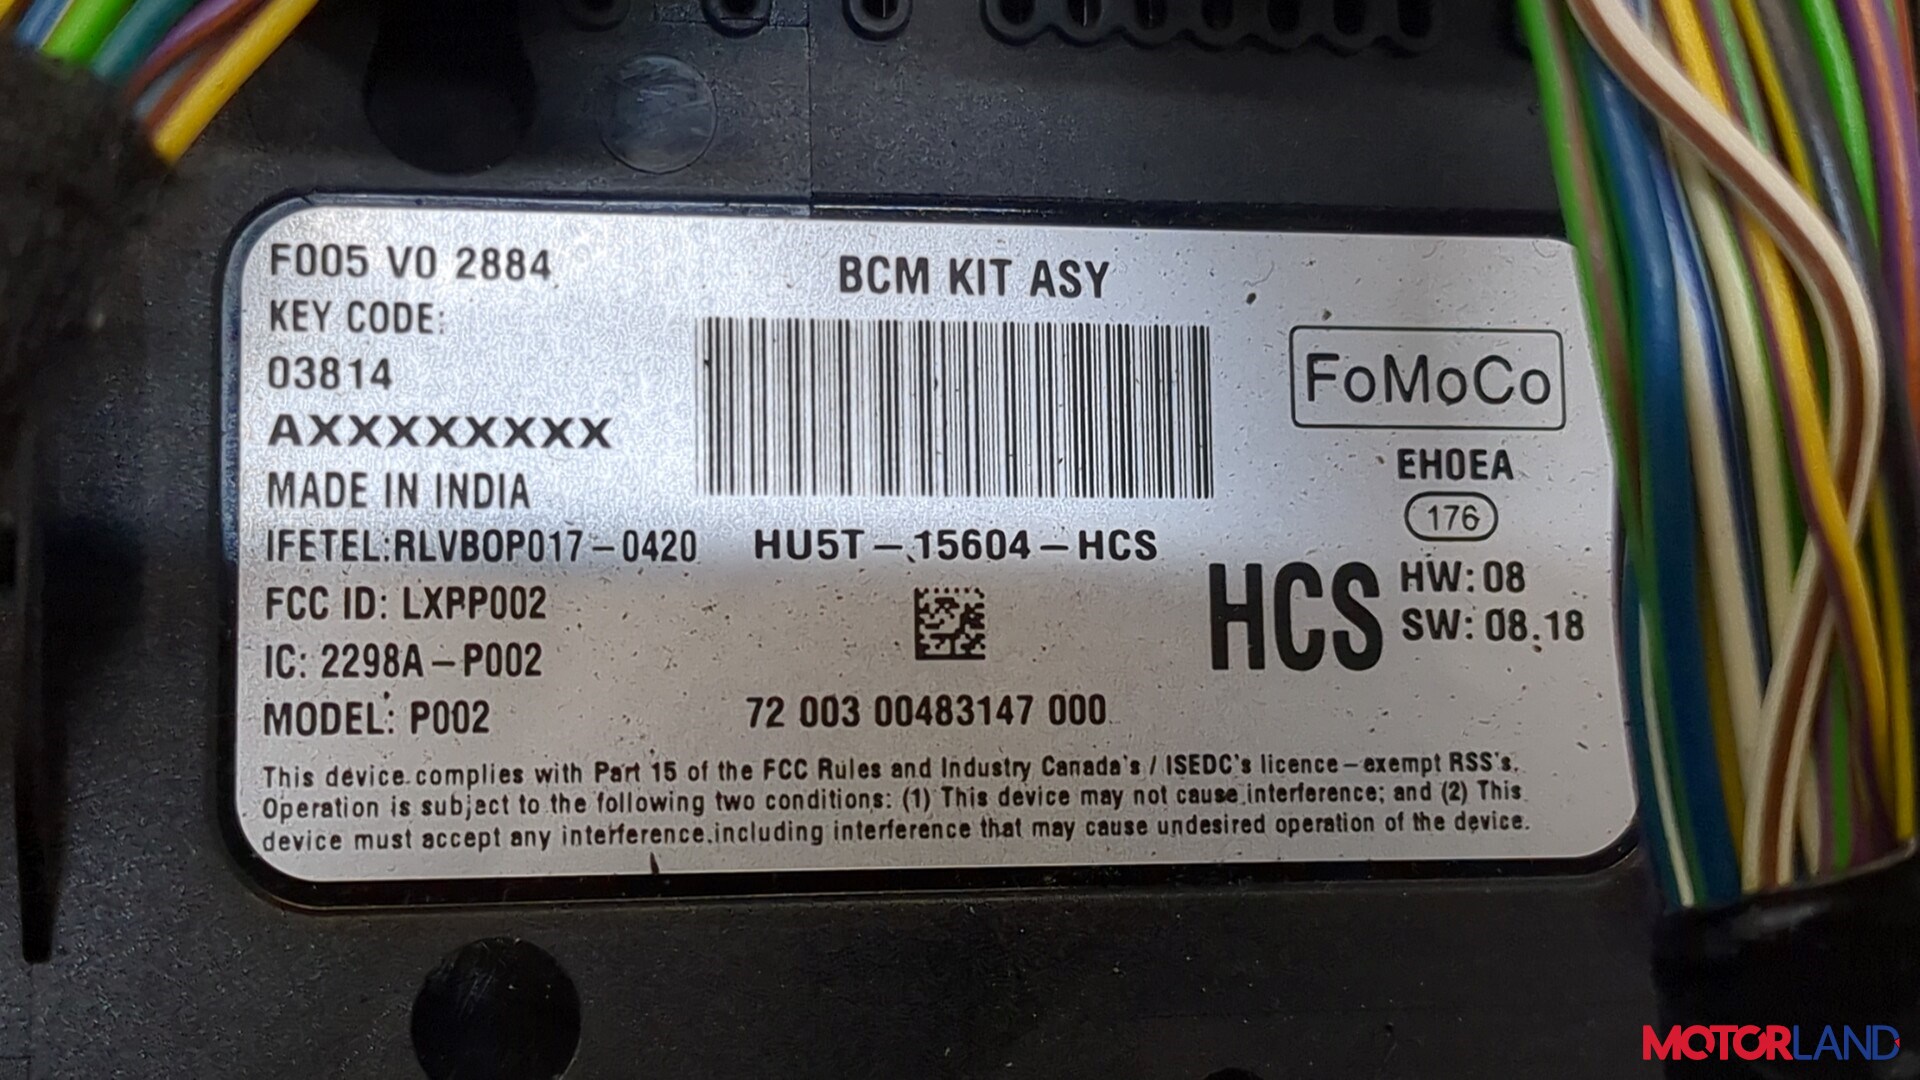 F005 V0 2884
KEY CODE:
03814
AXXXXXXXXX
MADE IN INDIA
IFETEL:RLVBOP017-0420
FCC ID: LXPP002
IC: 2298A-P002
MODEL: P002
BCM KIT ASY
HU5T-15604-HCS
72 003 00483147 000
FoMoCo
EHOEA
176
HCS
HW:08
SW:08.18
This device complies with Part 15 of the FCC Rules and Industry Canada's / ISEDC's licence-exempt RSS's.
Operation is subject to the following two conditions: (1) This device may not cause interference; and (2) This
device must accept any interference,including interference that may cause undesired operation of the device.
MOTORLAND